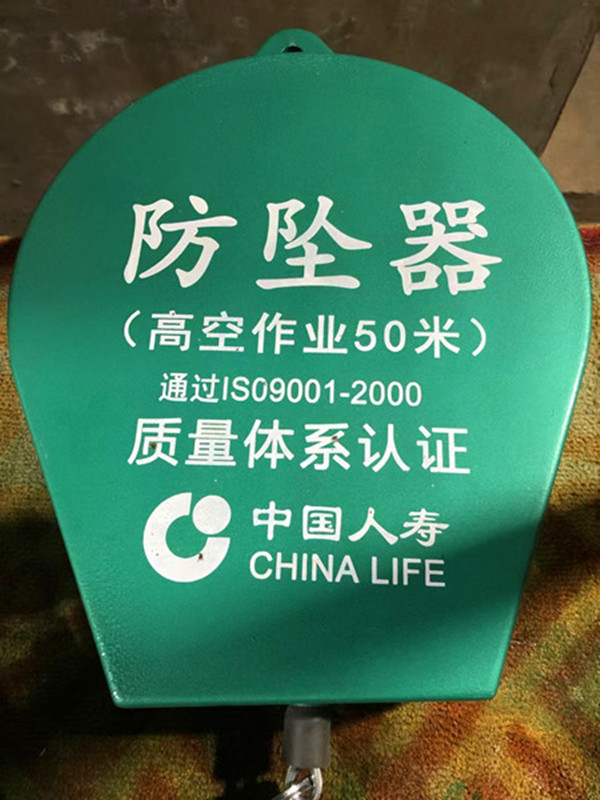 防坠器
（高空作业50米）
通过ISO9001-2000
质量体系认证
中国人寿
CHINA LIFE